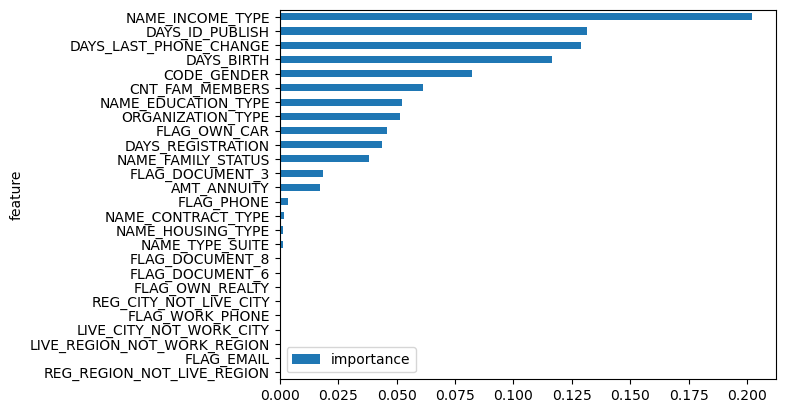 NAME_INCOME_TYPE
DAYS_ID_PUBLISH
DAYS_LAST_PHONE_CHANGE
DAYS_BIRTH
CODE_GENDER
CNT_FAM_MEMBERS
NAME_EDUCATION_TYPE
ORGANIZATION_TYPE
FLAG_OWN_CAR
DAYS_REGISTRATION
NAME_FAMILY_STATUS
FLAG_DOCUMENT_3
AMT_ANNUITY
FLAG_PHONE
NAME_CONTRACT_TYPE
NAME_HOUSING_TYPE
NAME_TYPE_SUITE
FLAG_DOCUMENT_8
FLAG_DOCUMENT_6
FLAG_OWN_REALTY
REG_CITY_NOT_LIVE_CITY
FLAG_WORK_PHONE
LIVE_CITY_NOT_WORK_CITY
LIVE_REGION_NOT_WORK_REGION
FLAG_EMAIL
REG_REGION_NOT_LIVE_REGION
feature
importance
0.000 0.025 0.050 0.075 0.100 0.125 0.150 0.175 0.200